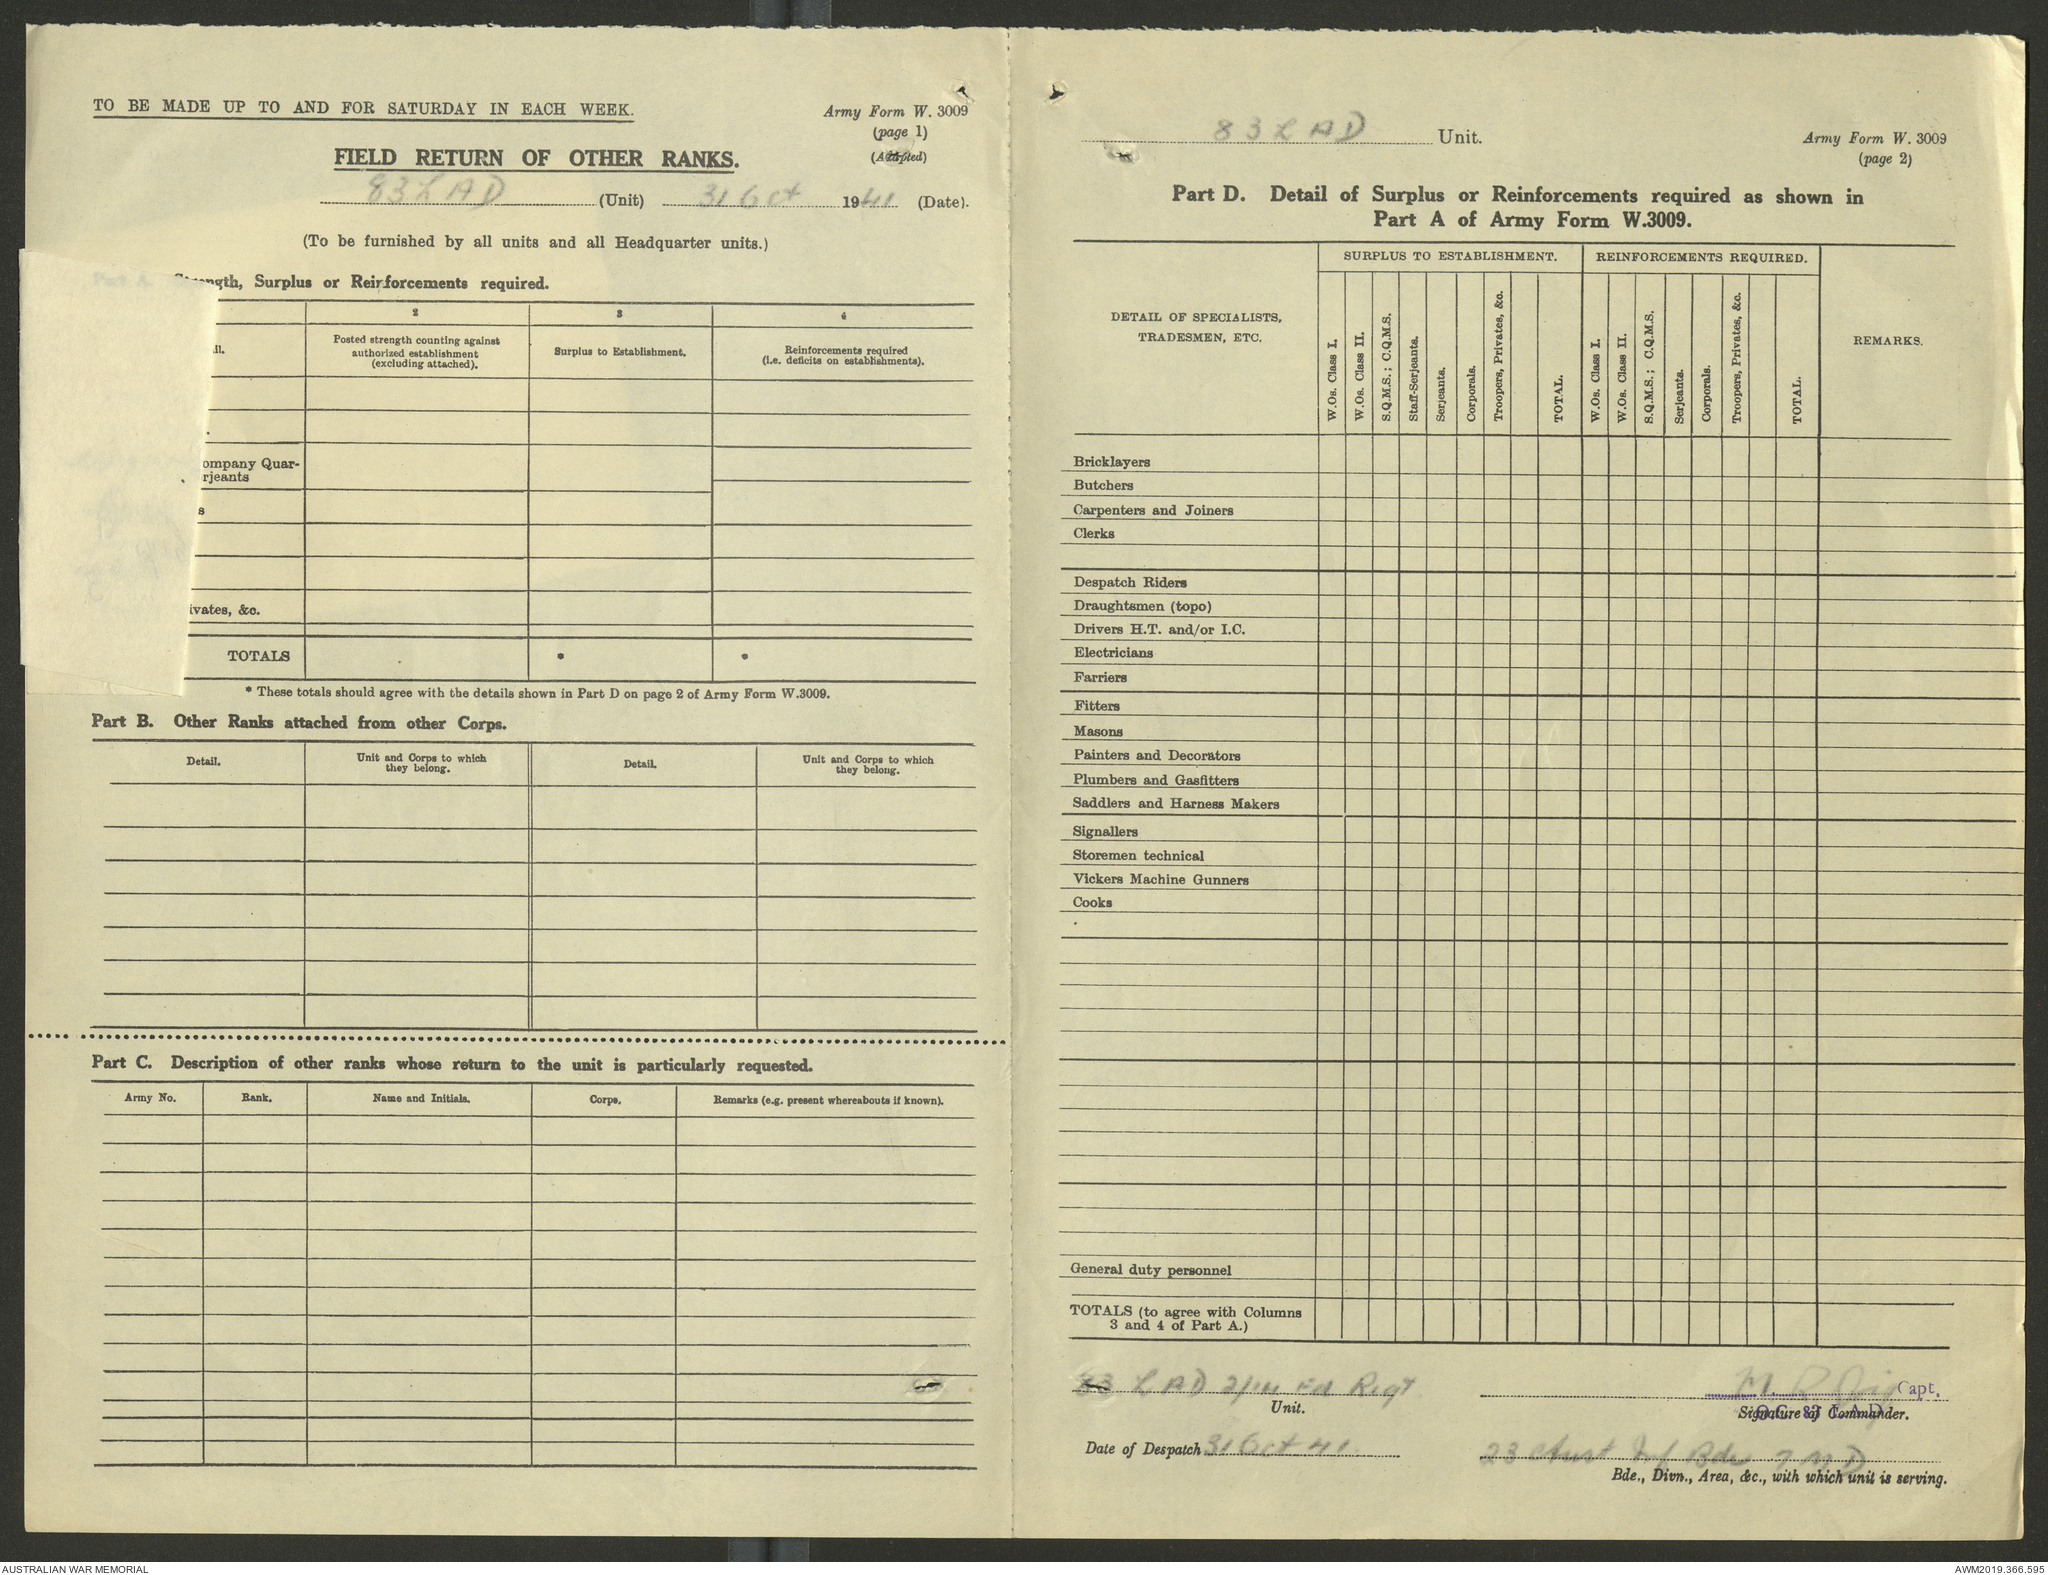 TO BE MADE UP TO AND FOR SATURDAY IN EACH WEEK.
Army Form W. 3009
(page 1)
(Adapted)
FIELD RETURN OF OTHER RANKS.
83 L A D (Unit) 31 Oct 1941 (Date).
(To be furnished by all units and all Headquarter units.)
Part A. Strength, Surplus or Reinforcements required.
2 3 4
Posted strength counting against
authorized establishment
(excluding attached).
Surplus to Establishment.
Reinforcements required
(i.e. deficits on establishments).
ompany Quar-
rjeants
s
ivates, &c.
TOTALS * *
* These totals should agree with the details shown in Part D on page 2 of Army Form W.3009.
Part B. Other Ranks attached from other Corps.
Detail.
Unit and Corps to which
they belong.
Detail.
Unit and Corps to which
they belong.
Part C. Description of other ranks whose return to the unit is particularly requested.
Army No. Rank. Name and Initials. Corps. Remarks (e.g. present whereabouts if known).
83 L A D Unit.
Army Form W. 3009
(page 2)
Part D. Detail of Surplus or Reinforcements required as shown in
Part A of Army Form W.3009.
DETAIL OF SPECIALISTS,
TRADESMEN, ETC.
SURPLUS TO ESTABLISHMENT.
W.Os. Class I.
W.Os. Class II.
S.Q.M.S.; C.Q.M.S.
Staff-Serjeants.
Serjeants.
Corporals.
Troopers, Privates, &c.
TOTAL.
REINFORCEMENTS REQUIRED.
W.Os. Class I.
W.Os. Class II.
S.Q.M.S.; C.Q.M.S.
Serjeants.
Corporals.
Troopers, Privates, &c.
TOTAL.
REMARKS.
Bricklayers
Butchers
Carpenters and Joiners
Clerks
Despatch Riders
Draughtsmen (topo)
Drivers H.T. and/or I.C.
Electricians
Farriers
Fitters
Masons
Painters and Decorators
Plumbers and Gasfitters
Saddlers and Harness Makers
Signallers
Storemen technical
Vickers Machine Gunners
Cooks
General duty personnel
TOTALS (to agree with Columns
3 and 4 of Part A.)
83 L A D 2/14 Fd Regt
Unit.
Capt.
O.C. 83 L.A.D.
Signature of Commander.
Date of Despatch 31 Oct 41
23 Aust Inf Bde 7 M D
Bde., Divn., Area, &c., with which unit is serving.
AUSTRALIAN WAR MEMORIAL
AWM2019.366.595